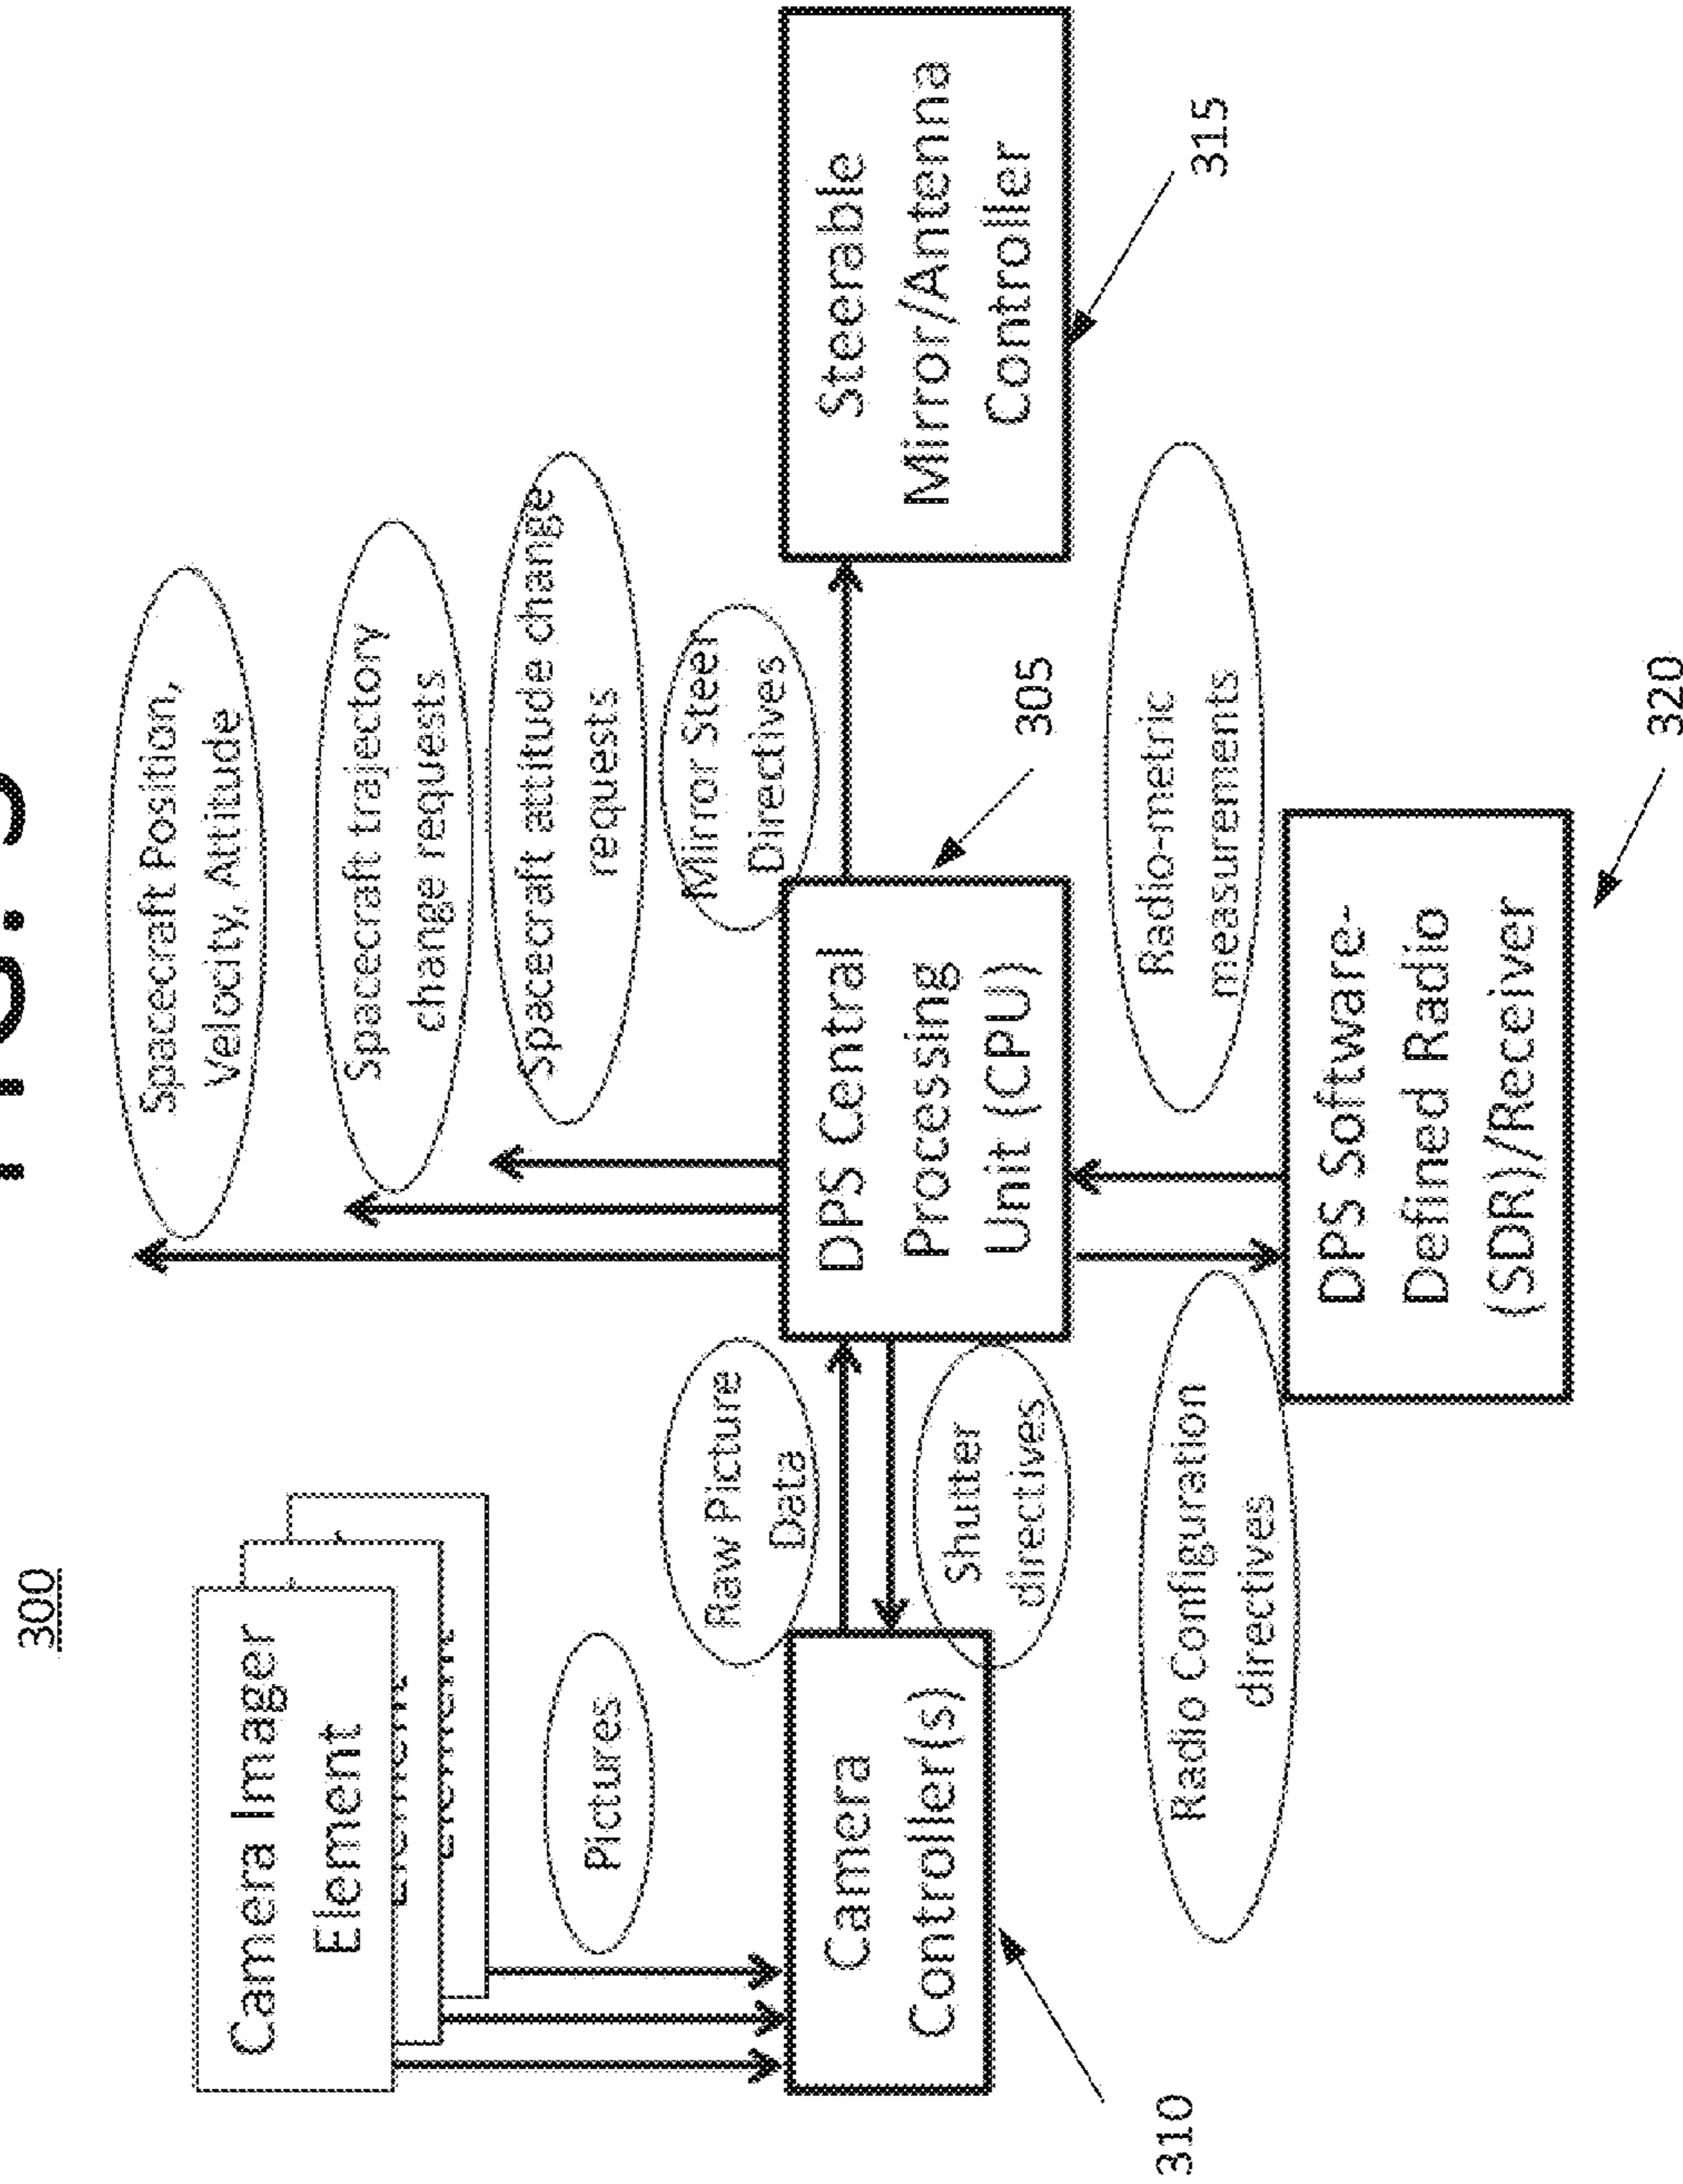 300
Camera Imager
Element
Element
Element
Pictures
Camera
Controller(s)
310
Raw Picture
Data
Shutter
directives
Radio Configuration
directives
Spacecraft Position,
Velocity, Attitude
Spacecraft trajectory
change requests
Spacecraft attitude change
requests
Mirror Steer
Directives
DPS Central
Processing
Unit (CPU)
305
Radio-metric
measurements
DPS Software-
Defined Radio
(SDR)/Receiver
320
Steerable
Mirror/Antenna
Controller
315